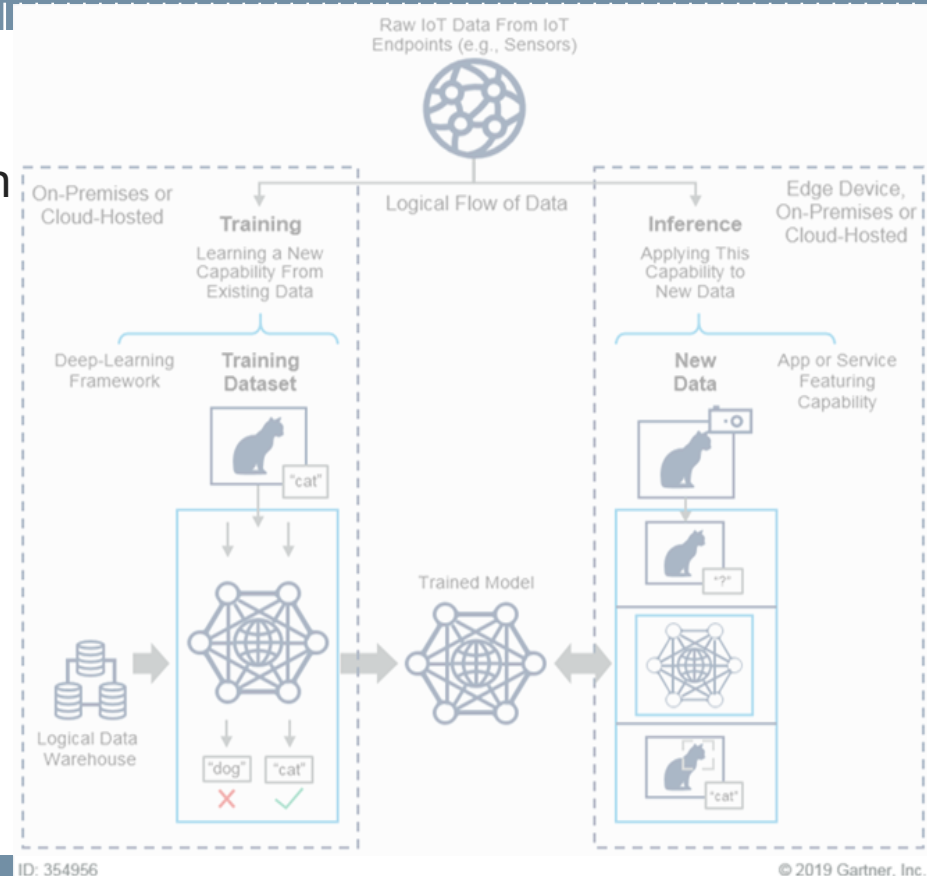 Raw IoT Data From IoT
Endpoints (e.g., Sensors)
n
On-Premises or
Cloud-Hosted
Logical Flow of Data
Edge Device,
On-Premises or
Cloud-Hosted
Training
Learning a New
Capability From
Existing Data
Inference
Applying This
Capability to
New Data
Deep-Learning
Framework
Training
Dataset
New
Data
App or Service
Featuring
Capability
"cat"
"?"
Trained Model
Logical Data
Warehouse
"dog"
"cat"
"cat"
ID: 354956
© 2019 Gartner, Inc.